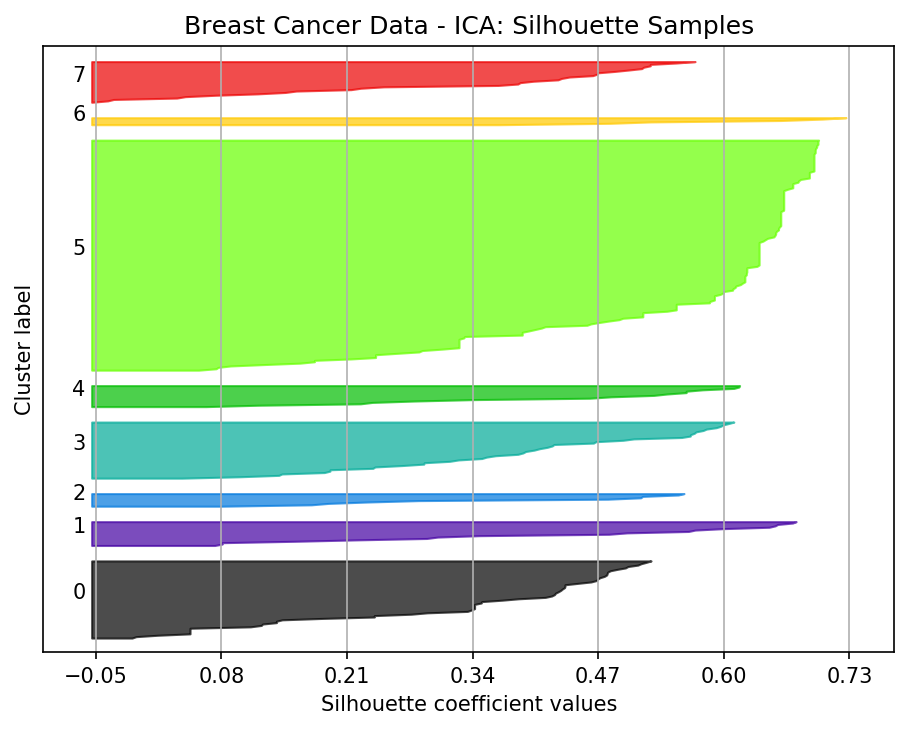 Breast Cancer Data - ICA: Silhouette Samples
7
6
5
4
3
2
1
0
Cluster label
−0.05 0.08 0.21 0.34 0.47 0.60 0.73
Silhouette coefficient values